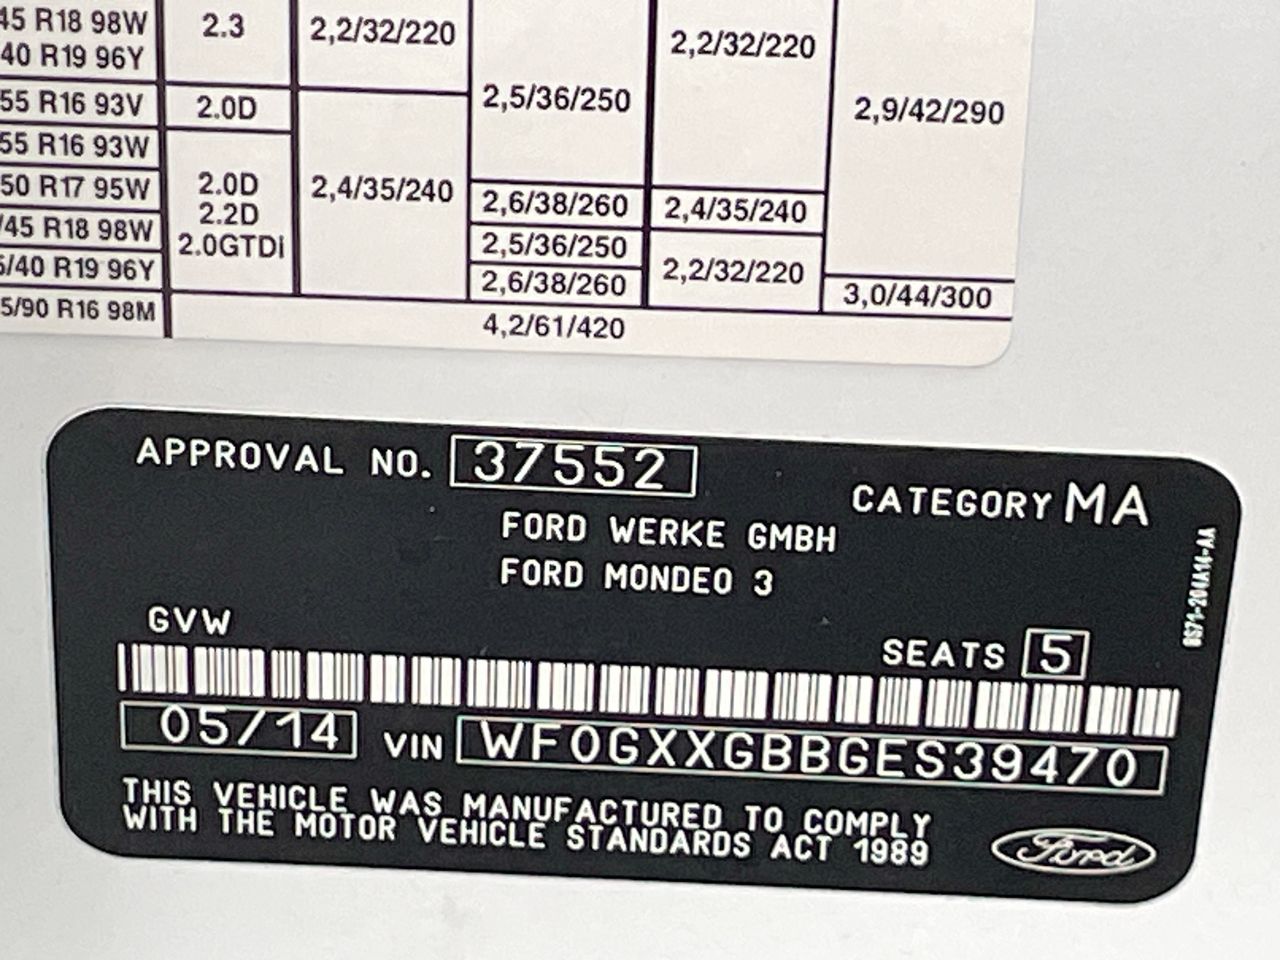 45 R18 98W 2.3 2,2/32/220 2,2/32/220
40 R19 96Y
55 R16 93V 2.0D 2,5/36/250 2,9/42/290
55 R16 93W
50 R17 95W 2.0D 2,4/35/240 2,6/38/260 2,4/35/240
/45 R18 98W 2.2D 2,5/36/250
5/40 R19 96Y 2.0GTDi 2,6/38/260 2,2/32/220 3,0/44/300
5/90 R16 98M 4,2/61/420
APPROVAL NO. 37552
CATEGORY MA
FORD WERKE GMBH
FORD MONDEO 3
GVW
SEATS 5
05/14 VIN WF0GXXGBBGES39470
THIS VEHICLE WAS MANUFACTURED TO COMPLY
WITH THE MOTOR VEHICLE STANDARDS ACT 1989
Ford